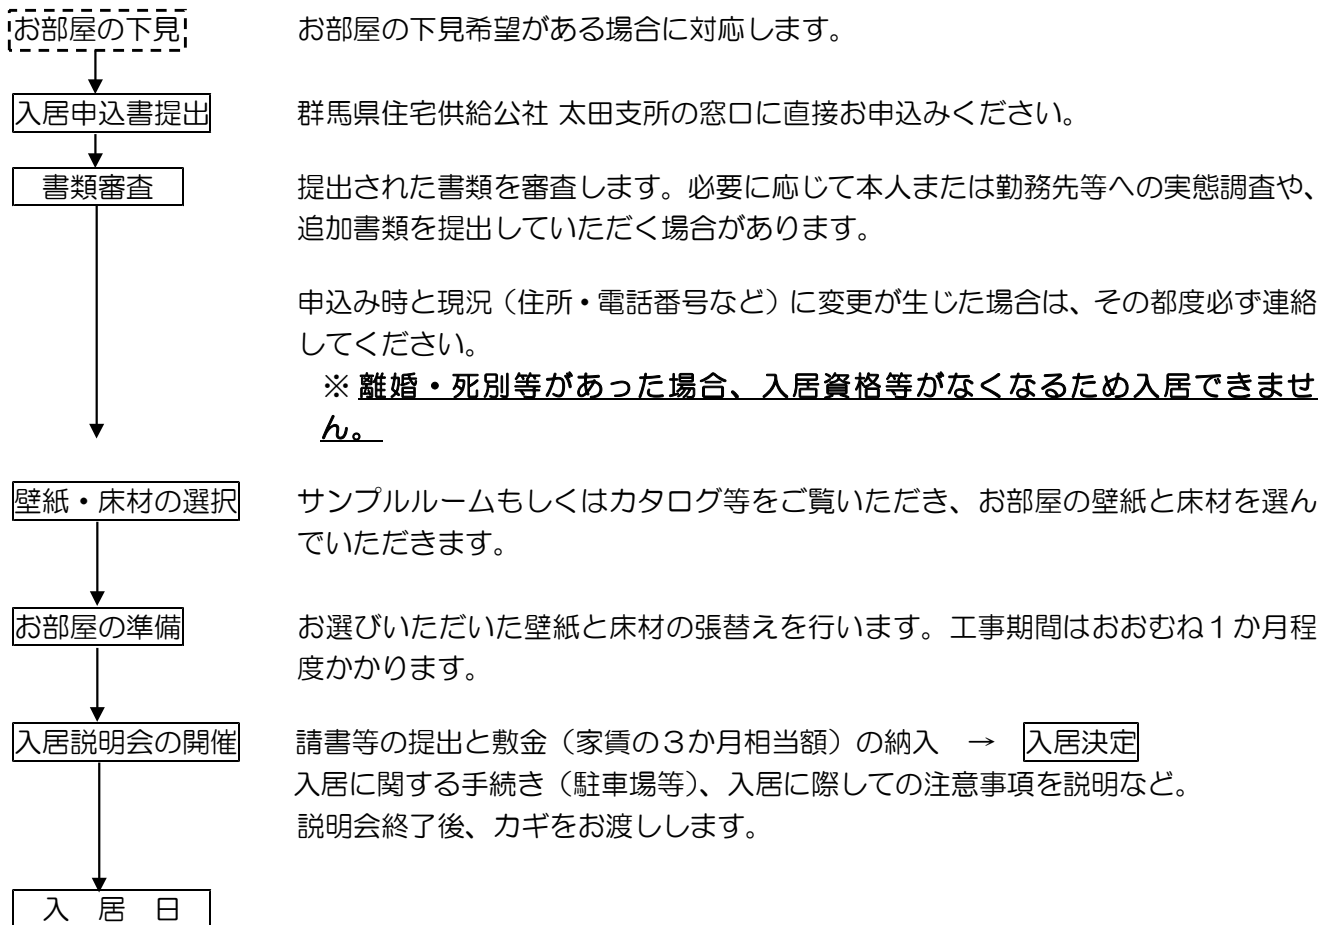 お部屋の下見 お部屋の下見希望がある場合に対応します。
入居申込書提出 群馬県住宅供給公社 太田支所の窓口に直接お申込みください。
書類審査 提出された書類を審査します。必要に応じて本人または勤務先等への実態調査や、
追加書類を提出していただく場合があります。
申込み時と現況（住所・電話番号など）に変更が生じた場合は、その都度必ず連絡
してください。
※ 離婚・死別等があった場合、入居資格等がなくなるため入居できませ
ん。
壁紙・床材の選択 サンプルルームもしくはカタログ等をご覧いただき、お部屋の壁紙と床材を選ん
でいただきます。
お部屋の準備 お選びいただいた壁紙と床材の張替えを行います。工事期間はおおむね１か月程
度かかります。
入居説明会の開催 請書等の提出と敷金（家賃の３か月相当額）の納入 → 入居決定
入居に関する手続き（駐車場等）、入居に際しての注意事項を説明など。
説明会終了後、カギをお渡しします。
入 居 日